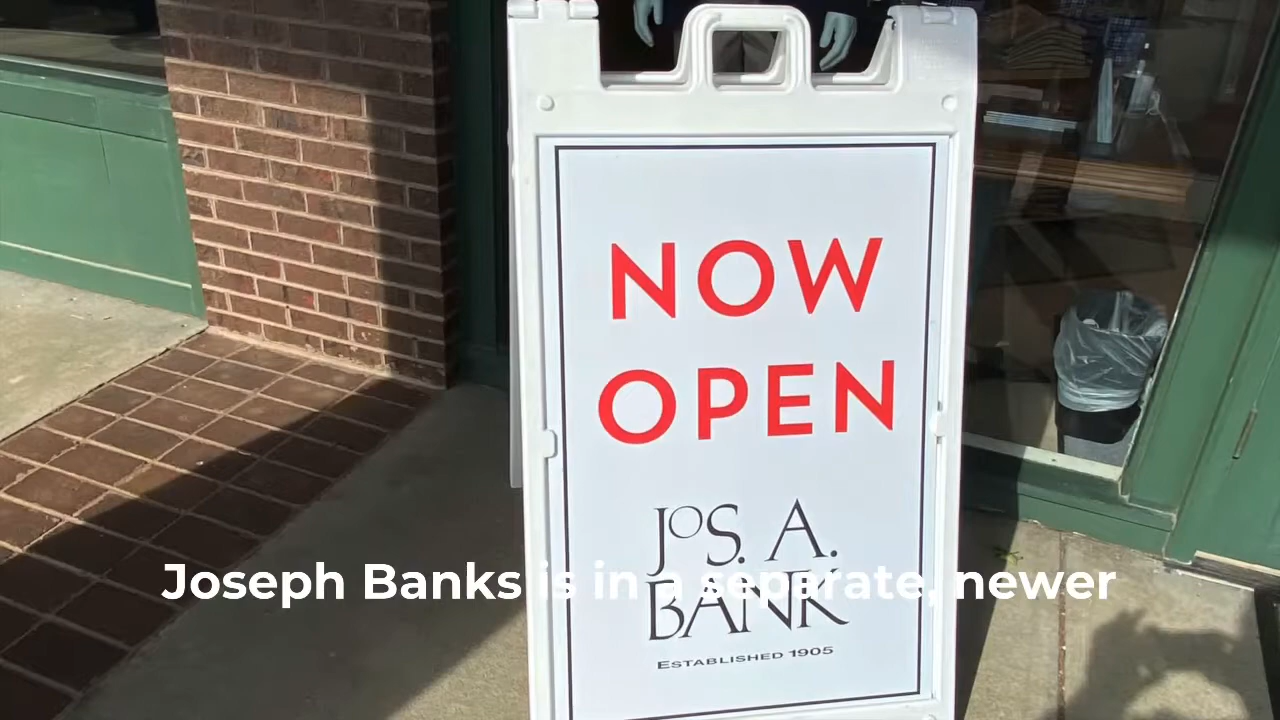 NOW
OPEN
JOS. A.
BANK
ESTABLISHED 1905
Joseph Banks is in a separate, newer